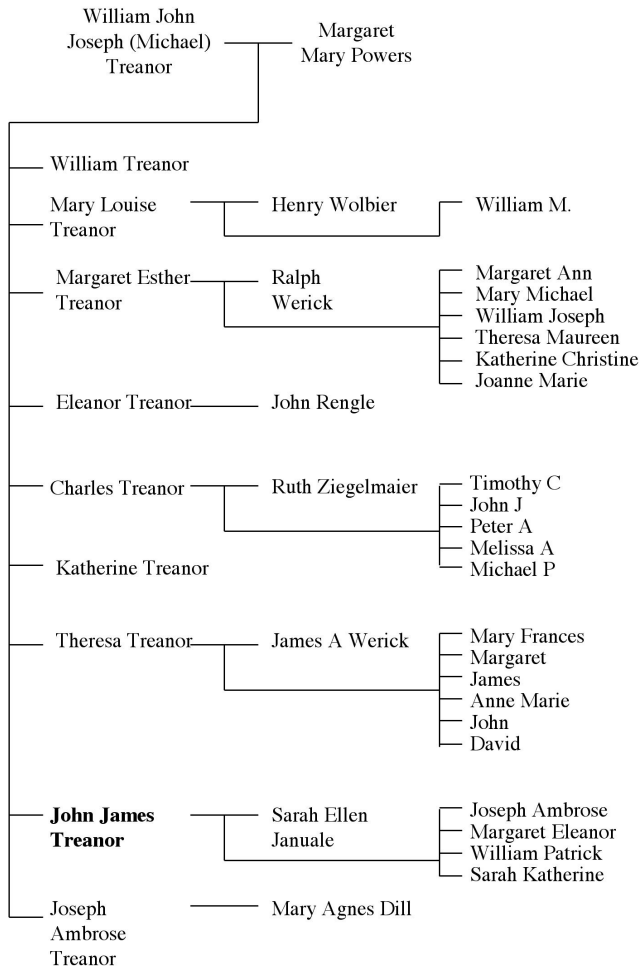 William John
Joseph (Michael)
Treanor
Margaret
Mary Powers
William Treanor
Mary Louise
Treanor
Henry Wolbier
William M.
Margaret Esther
Treanor
Ralph
Werick
Margaret Ann
Mary Michael
William Joseph
Theresa Maureen
Katherine Christine
Joanne Marie
Eleanor Treanor
John Rengle
Charles Treanor
Ruth Ziegelmaier
Timothy C
John J
Peter A
Melissa A
Michael P
Katherine Treanor
Theresa Treanor
James A Werick
Mary Frances
Margaret
James
Anne Marie
John
David
John James
Treanor
Sarah Ellen
Januale
Joseph Ambrose
Margaret Eleanor
William Patrick
Sarah Katherine
Joseph
Ambrose
Treanor
Mary Agnes Dill